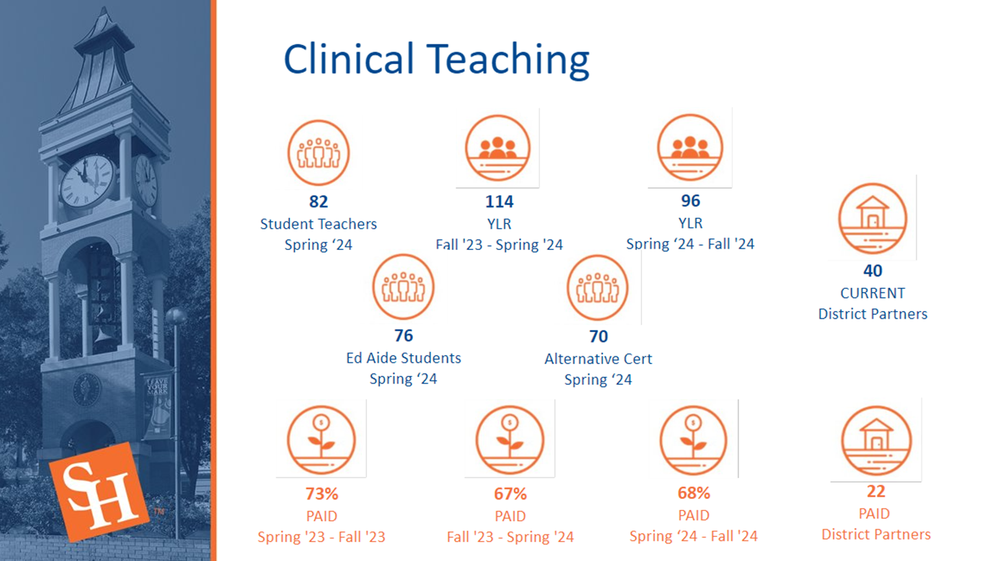 Clinical Teaching
82
Student Teachers
Spring ‘24
114
YLR
Fall '23 - Spring '24
96
YLR
Spring ‘24 - Fall '24
40
CURRENT
District Partners
76
Ed Aide Students
Spring ‘24
70
Alternative Cert
Spring ‘24
$
73%
PAID
Spring '23 - Fall '23
$
67%
PAID
Fall '23 - Spring '24
$
68%
PAID
Spring ‘24 - Fall '24
22
PAID
District Partners
LEAVE
YOUR
MARK
SH
TM